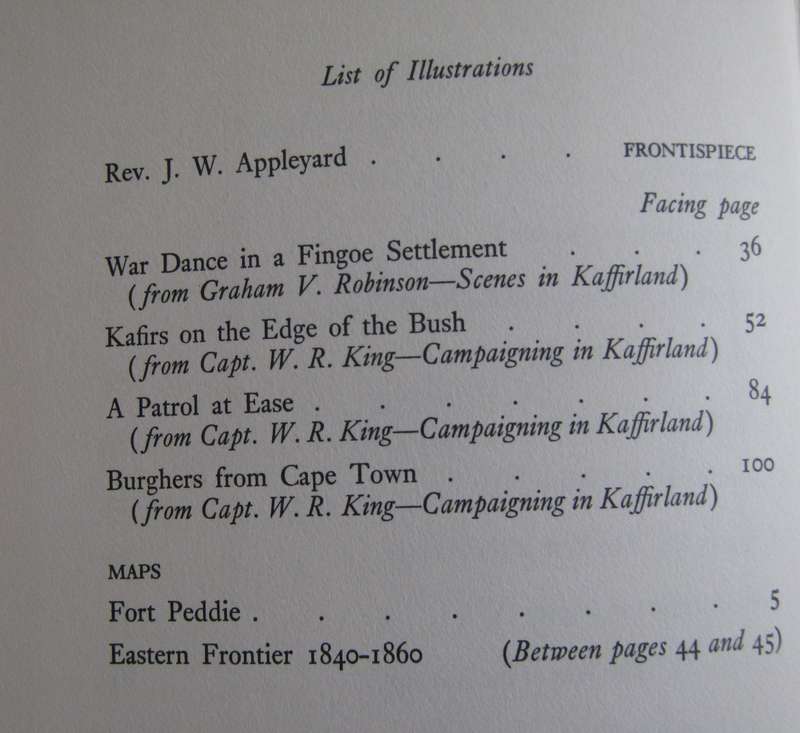 List of Illustrations
Rev. J. W. Appleyard . . . . FRONTISPIECE
Facing page
War Dance in a Fingoe Settlement . . . 36
(from Graham V. Robinson—Scenes in Kaffirland)
Kafirs on the Edge of the Bush . . . . 52
(from Capt. W. R. King—Campaigning in Kaffirland)
A Patrol at Ease . . . . . . . 84
(from Capt. W. R. King—Campaigning in Kaffirland)
Burghers from Cape Town . . . . . 100
(from Capt. W. R. King—Campaigning in Kaffirland)
MAPS
Fort Peddie . . . . . . . . 5
Eastern Frontier 1840-1860 (Between pages 44 and 45)